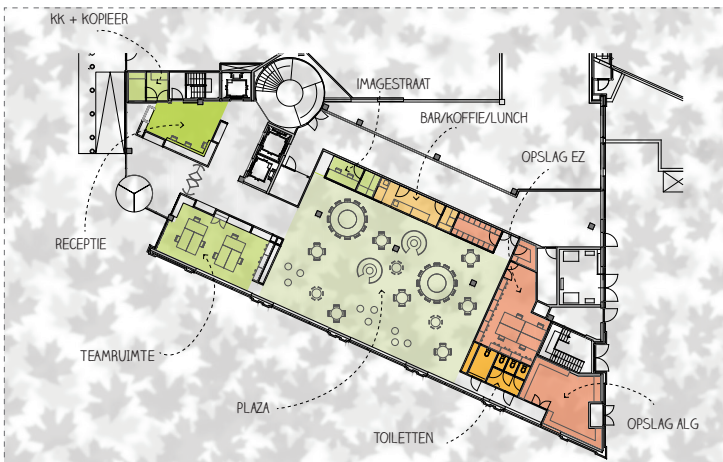 KK + KOPIEER
IMAGESTRAAT
BAR/KOFFIE/LUNCH
OPSLAG EZ
RECEPTIE
TEAMRUIMTE
PLAZA
TOILETTEN
OPSLAG ALG